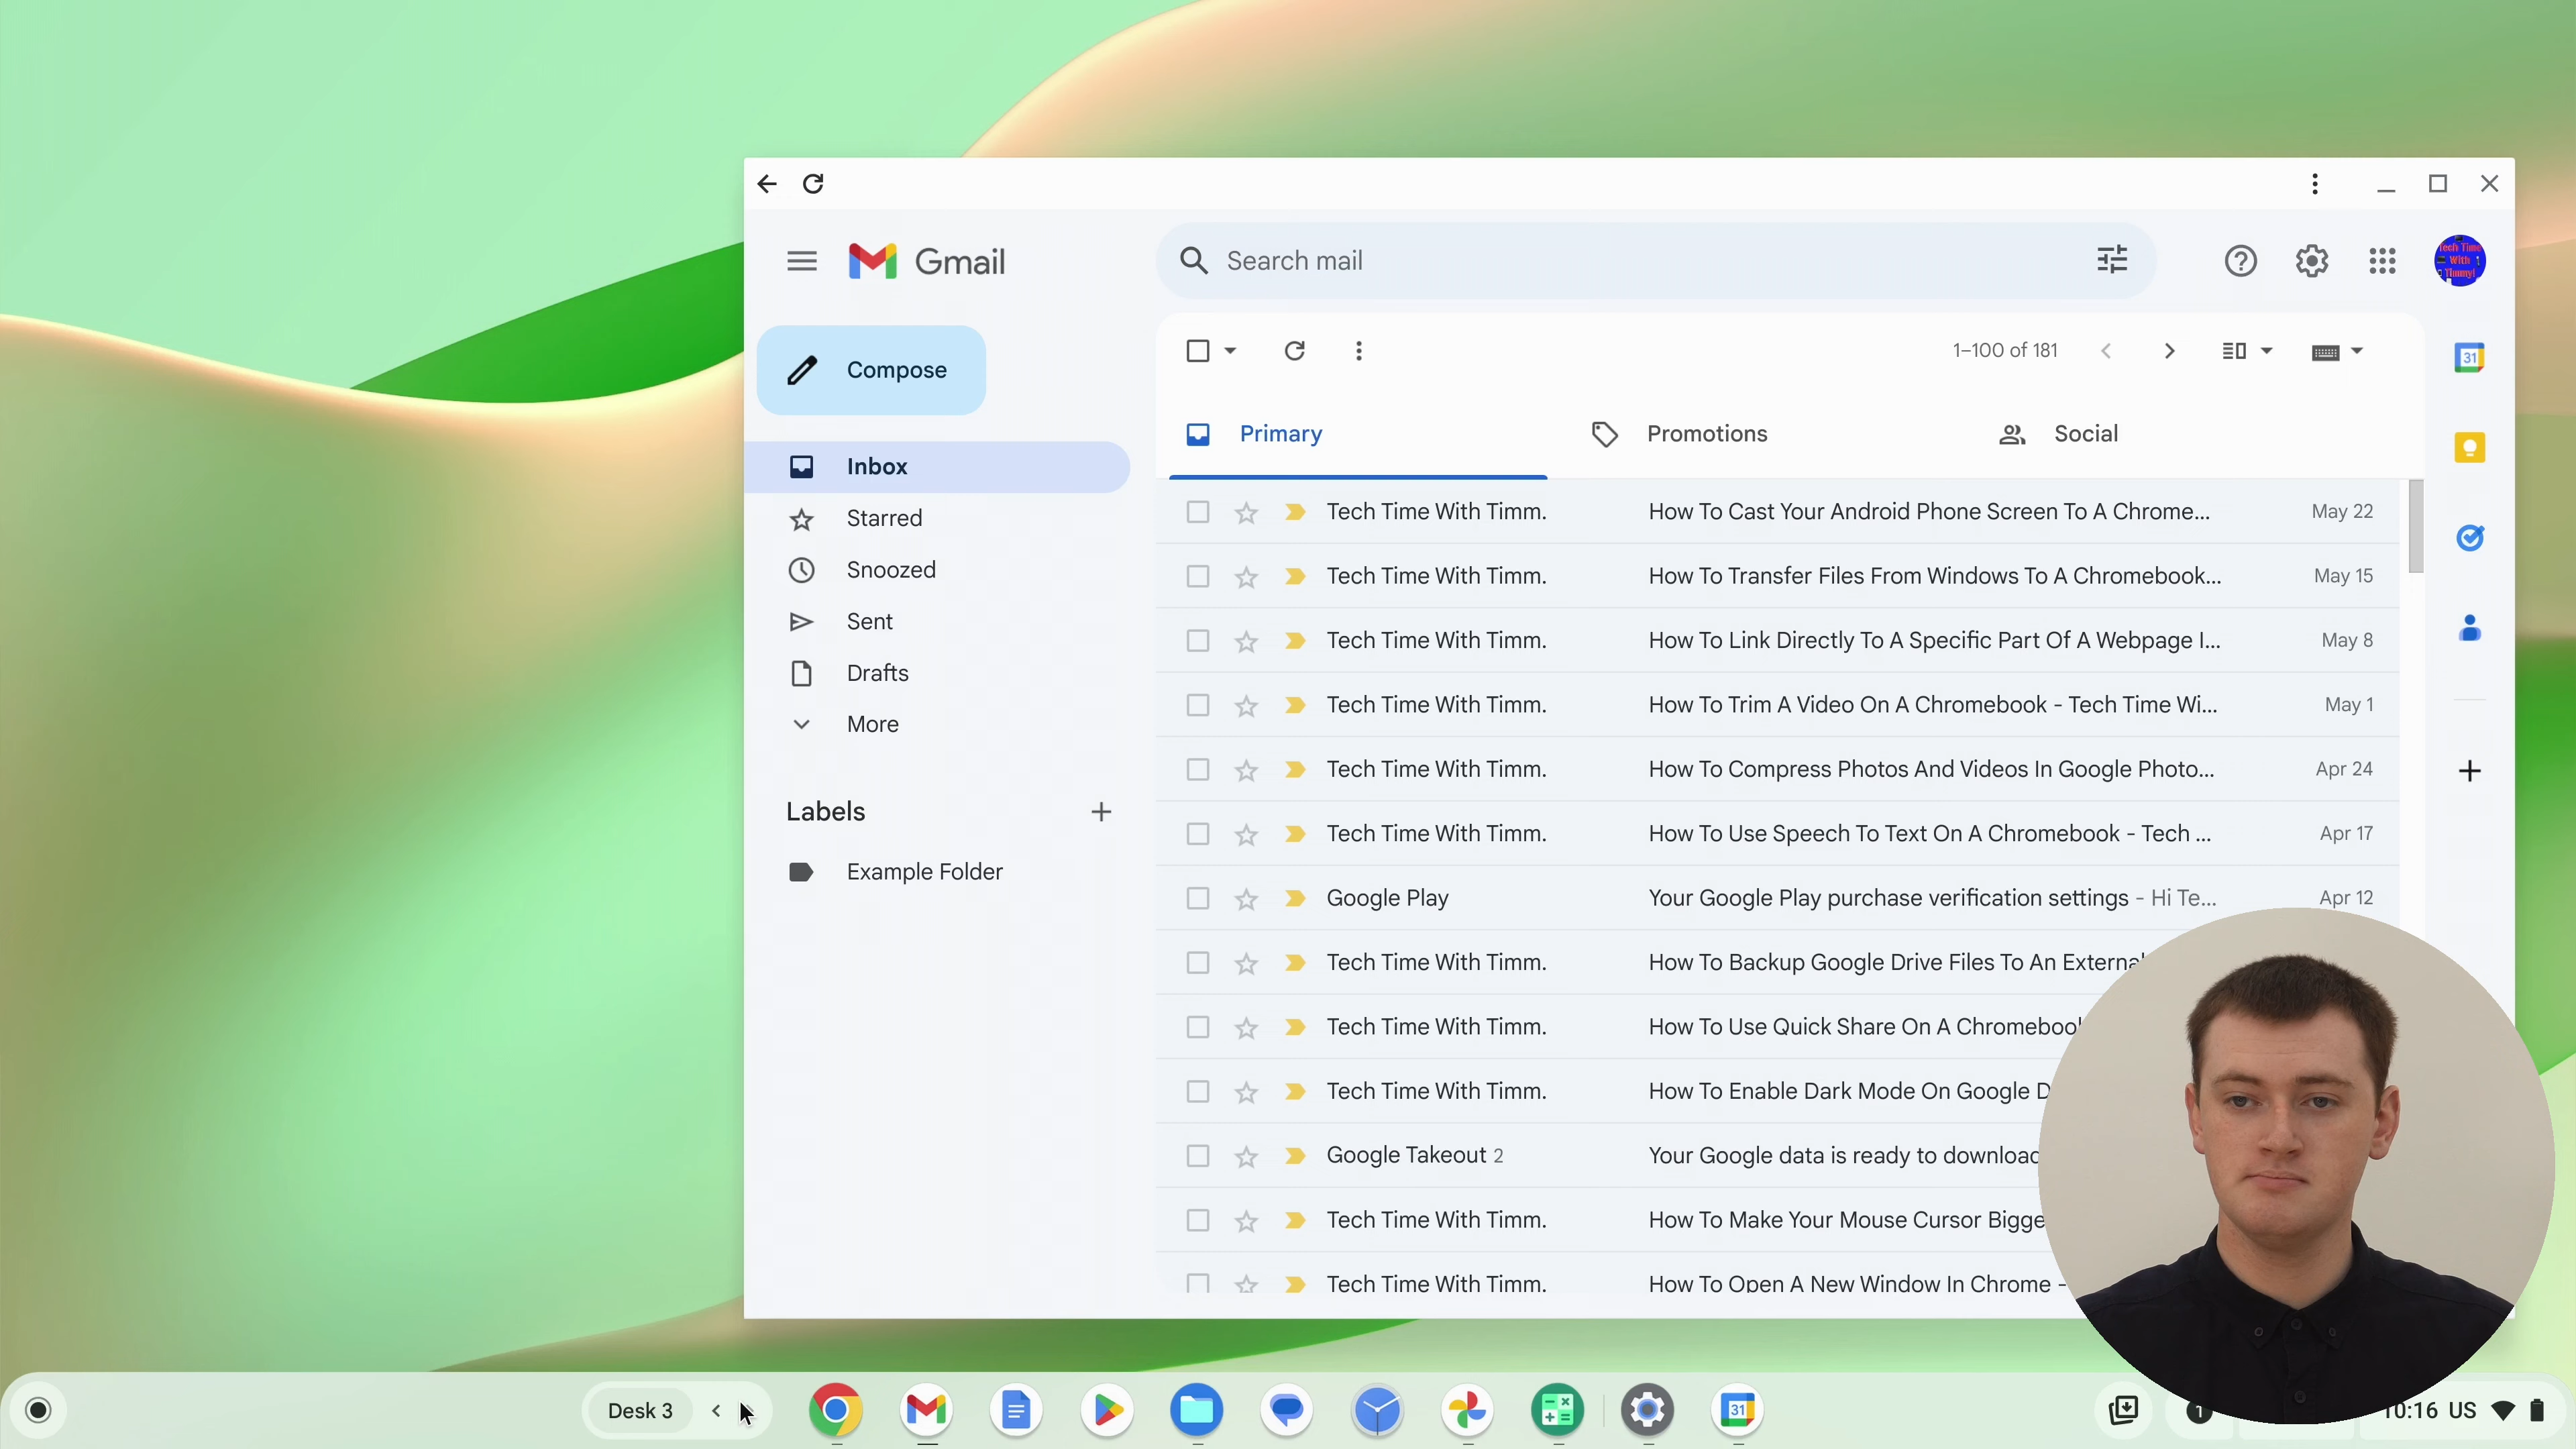 Gmail
Search mail
Tech Time
With
Timmy!
Compose
1–100 of 181
31
Primary
Promotions
Social
Inbox
Starred
Snoozed
Sent
Drafts
More
Labels
Example Folder
Tech Time With Timm. How To Cast Your Android Phone Screen To A Chrome... May 22
Tech Time With Timm. How To Transfer Files From Windows To A Chromebook... May 15
Tech Time With Timm. How To Link Directly To A Specific Part Of A Webpage I... May 8
Tech Time With Timm. How To Trim A Video On A Chromebook - Tech Time Wi... May 1
Tech Time With Timm. How To Compress Photos And Videos In Google Photo... Apr 24
Tech Time With Timm. How To Use Speech To Text On A Chromebook - Tech ... Apr 17
Google Play Your Google Play purchase verification settings - Hi Te... Apr 12
Tech Time With Timm. How To Backup Google Drive Files To An External
Tech Time With Timm. How To Use Quick Share On A Chromebook
Tech Time With Timm. How To Enable Dark Mode On Google D
Google Takeout 2 Your Google data is ready to download
Tech Time With Timm. How To Make Your Mouse Cursor Bigge
Tech Time With Timm. How To Open A New Window In Chrome -
Desk 3
31
1
10:16 US